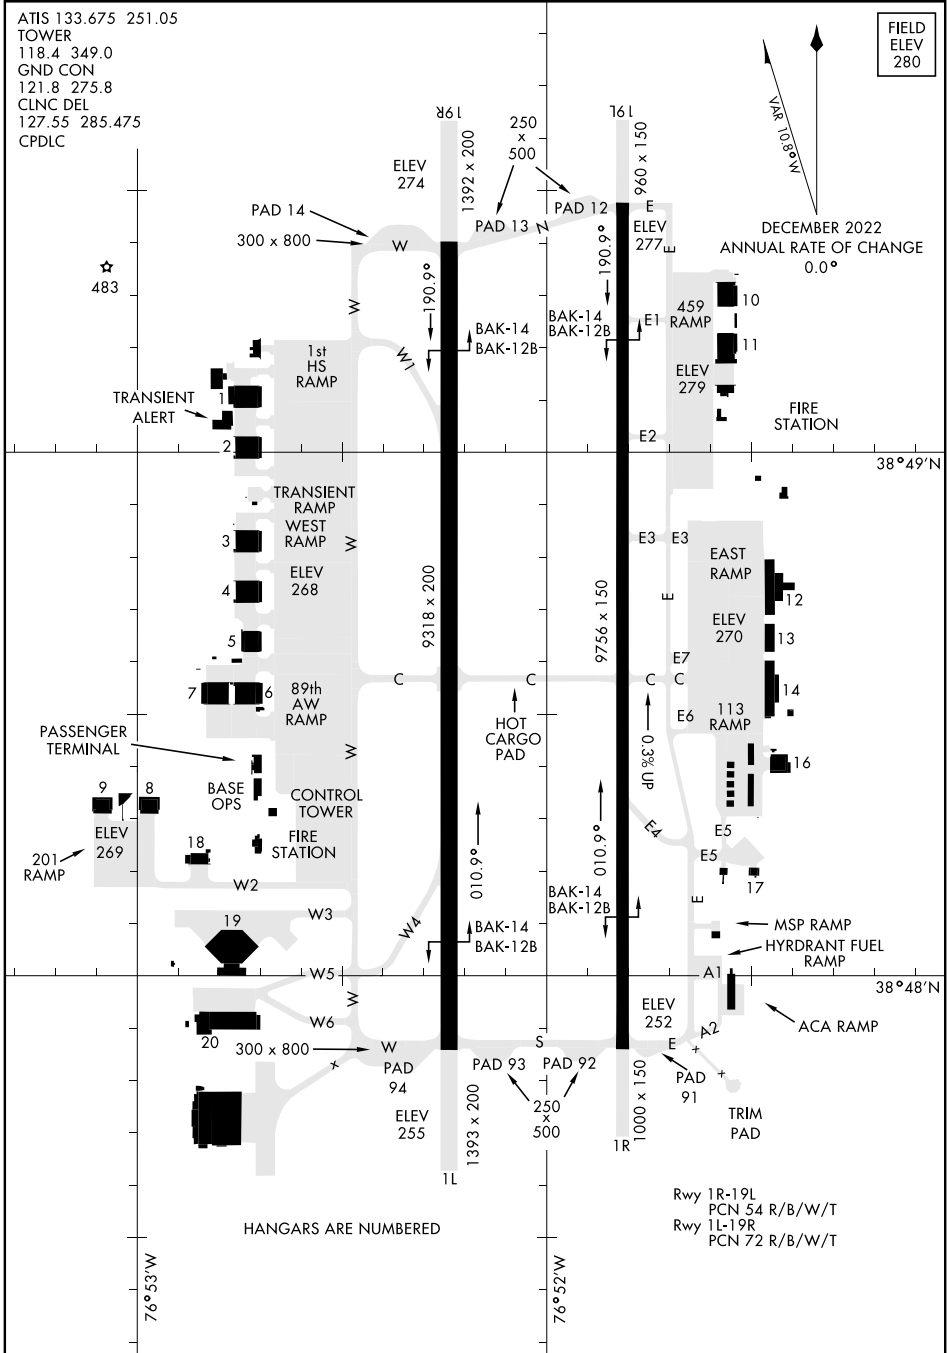 ATIS 133.675 251.05
TOWER
118.4 349.0
GND CON
121.8 275.8
CLNC DEL
127.55 285.475
CPDLC
FIELD
ELEV
280
VAR 10.8°W
DECEMBER 2022
ANNUAL RATE OF CHANGE
0.0°
19R
19L
1392 x 200
960 x 150
250
x
500
ELEV
274
PAD 14
300 x 800
W
PAD 13
N
PAD 12
E
ELEV
277
E
483
190.9°
190.9°
W
W1
BAK-14
BAK-12B
BAK-14
BAK-12B
E1
459
RAMP
ELEV
279
10
11
1st
HS
RAMP
1
TRANSIENT
ALERT
2
FIRE
STATION
E2
38°49'N
TRANSIENT
RAMP
WEST
RAMP
3
W
ELEV
268
4
5
E3
E3
EAST
RAMP
E
12
ELEV
270
13
9318 x 200
9756 x 150
E7
C
C
C
C
7
6
89th
AW
RAMP
14
E6
113
RAMP
HOT
CARGO
PAD
0.3% UP
PASSENGER
TERMINAL
W
16
9
8
BASE
OPS
CONTROL
TOWER
ELEV
269
18
FIRE
STATION
201
RAMP
010.9°
010.9°
E4
E5
E5
17
W2
W3
19
W4
BAK-14
BAK-12B
BAK-14
BAK-12B
E
MSP RAMP
HYRDRANT FUEL
RAMP
W5
A1
38°48'N
W
W6
20
300 x 800
W
PAD
94
S
PAD 93
PAD 92
ELEV
252
E
A2
ACA RAMP
PAD
91
ELEV
255
250
x
500
1393 x 200
1000 x 150
TRIM
PAD
1L
1R
Rwy 1R-19L
PCN 54 R/B/W/T
Rwy 1L-19R
PCN 72 R/B/W/T
HANGARS ARE NUMBERED
76°53'W
76°52'W